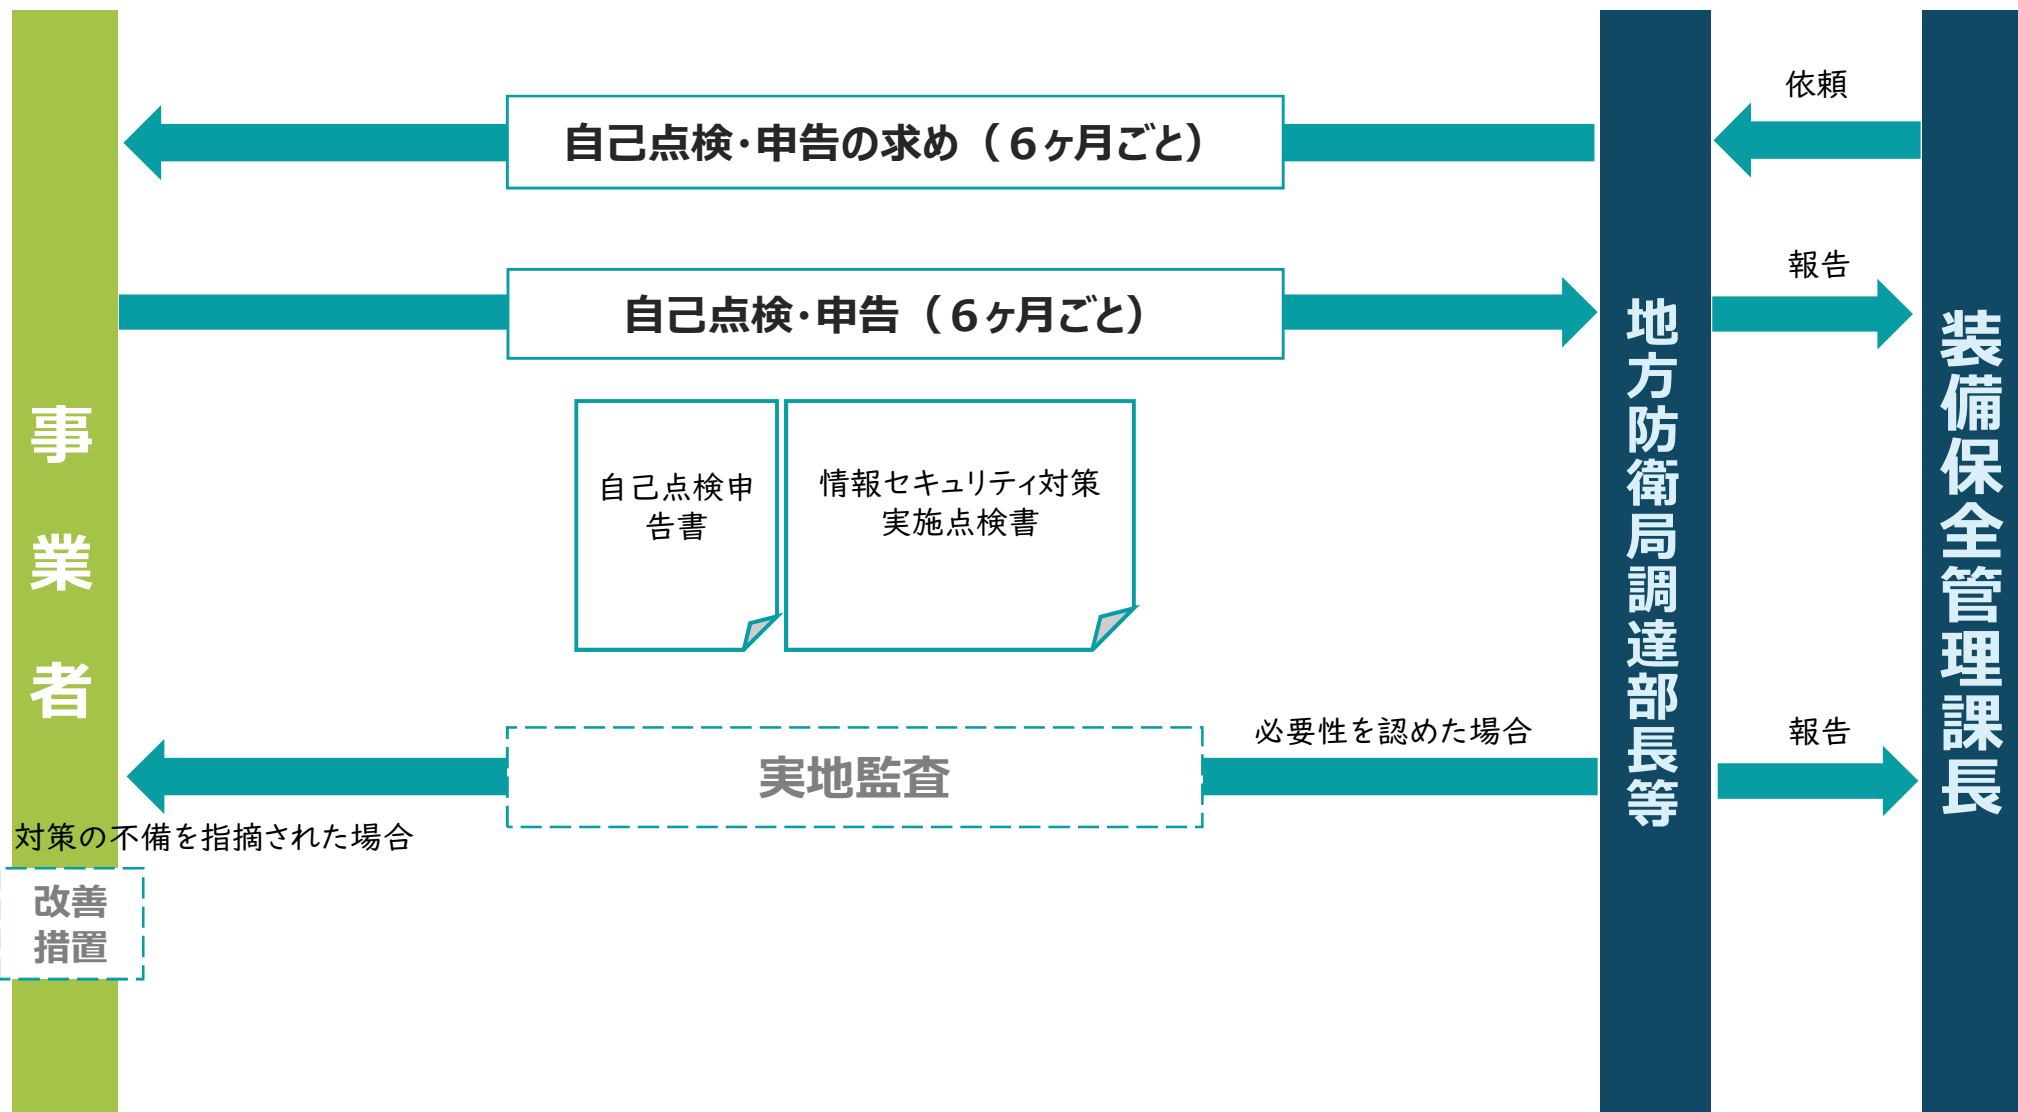 依頼
自己点検・申告の求め（６ヶ月ごと）
報告
自己点検・申告（６ヶ月ごと）
事業者
地方防衛局調達部長等
装備保全管理課長
自己点検申
告書
情報セキュリティ対策
実施点検書
必要性を認めた場合
報告
実地監査
対策の不備を指摘された場合
改善
措置